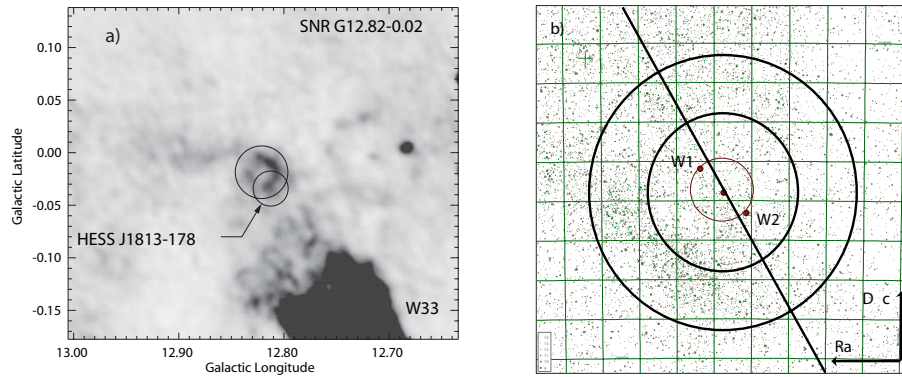 a)
SNR G12.82-0.02
0.10
0.05
0.00
-0.05
-0.10
-0.15
Galactic Latitude
HESS J1813-178
W33
13.00
12.90
12.80
12.70
Galactic Longitude
b)
W1
W2
D c
Ra